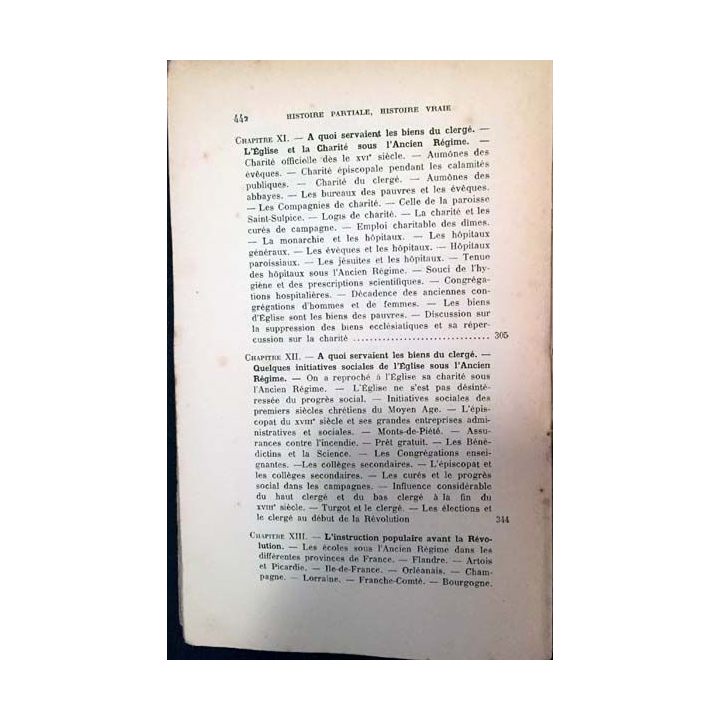 442 HISTOIRE PARTIALE, HISTOIRE VRAIE
CHAPITRE XI. — A quoi servaient les biens du clergé. —
L'Église et la Charité sous l'Ancien Régime. —
Charité officielle dès le XVIe siècle. — Aumônes des
évêques. — Charité épiscopale pendant les calamités
publiques. — Charité du clergé. — Aumônes des
abbayes. — Les bureaux des pauvres et les évêques.
— Les Compagnies de charité. — Celle de la paroisse
Saint-Sulpice. — Logis de charité. — La charité et les
curés de campagne. — Emploi charitable des dîmes.
— La monarchie et les hôpitaux. — Les hôpitaux
généraux. — Les évêques et les hôpitaux. — Hôpitaux
paroissiaux. — Les jésuites et les hôpitaux. — Tenue
des hôpitaux sous l'Ancien Régime. — Souci de l'hy-
giène et des prescriptions scientifiques. — Congréga-
tions hospitalières. — Décadence des anciennes con-
grégations d'hommes et de femmes. — Les biens
d'Église sont les biens des pauvres. — Discussion sur
la suppression des biens ecclésiatiques et sa réper-
cussion sur la charité ................................ 305
CHAPITRE XII. — A quoi servaient les biens du clergé. —
Quelques initiatives sociales de l'Église sous l'Ancien
Régime. — On a reproché à l'Église sa charité sous
l'Ancien Régime. — L'Église ne s'est pas désinté-
ressée du progrès social. — Initiatives sociales des
premiers siècles chrétiens du Moyen Age. — L'épis-
copat du XVIIIe siècle et ses grandes entreprises admi-
nistratives et sociales. — Monts-de-Piété. — Assu-
rances contre l'incendie. — Prêt gratuit. — Les Béné-
dictins et la Science. — Les Congrégations ensei-
gnantes. —Les collèges secondaires. — L'épiscopat et
les collèges secondaires. — Les curés et le progrès
social dans les campagnes. — Influence considérable
du haut clergé et du bas clergé à la fin du
XVIIIe siècle. — Turgot et le clergé. — Les élections et
le clergé au début de la Révolution 344
CHAPITRE XIII. — L'instruction populaire avant la Révo-
lution. — Les écoles sous l'Ancien Régime dans les
différentes provinces de France. — Flandre. — Artois
et Picardie. — Ile-de-France. — Orléanais. — Cham-
pagne. — Lorraine. — Franche-Comté. — Bourgogne.